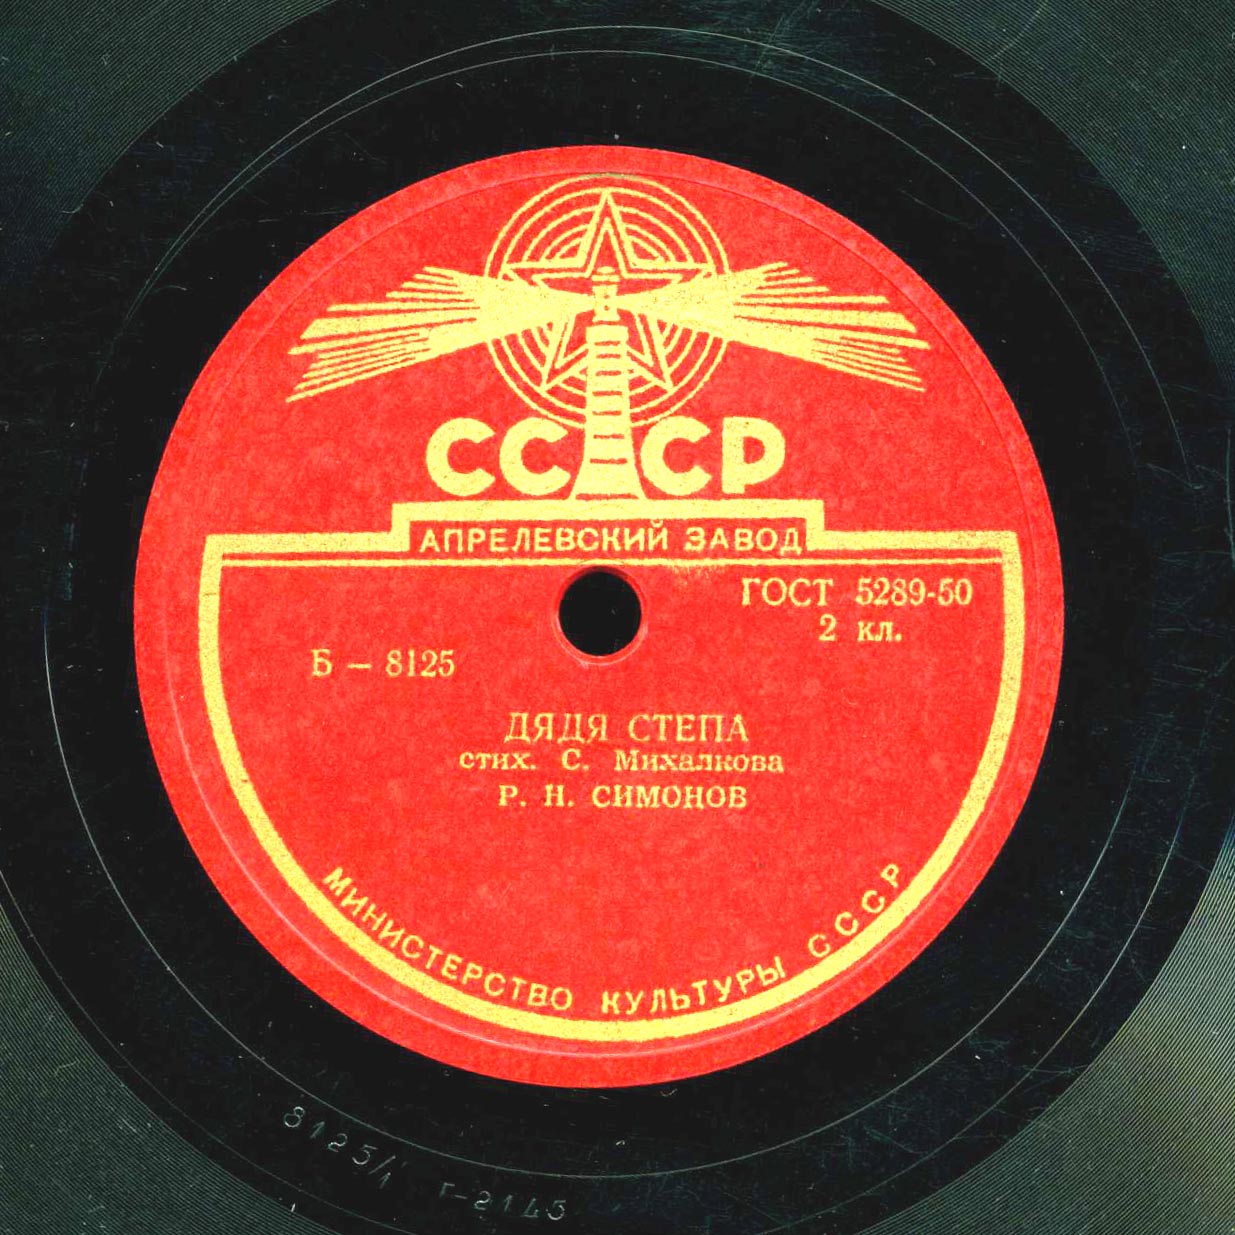 СССР
АПРЕЛЕВСКИЙ ЗАВОД
ГОСТ 5289-50
2 кл.
Б — 8125
ДЯДЯ СТЕПА
стих. С. Михалкова
Р. Н. СИМОНОВ
МИНИСТЕРСТВО КУЛЬТУРЫ СССР
8125/1 Г-2145